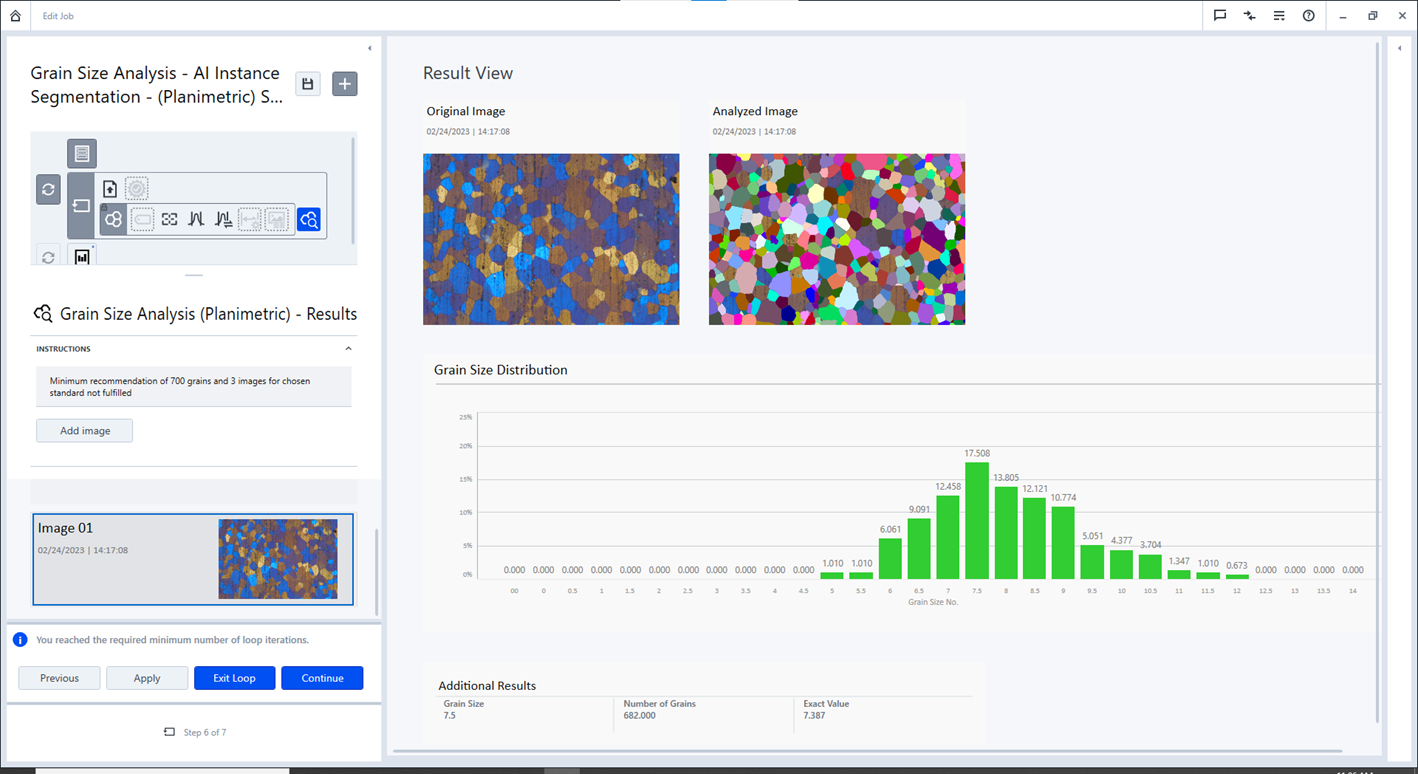 Edit Job
Grain Size Analysis - AI Instance
Segmentation - (Planimetric) S...
Grain Size Analysis (Planimetric) - Results
INSTRUCTIONS
Minimum recommendation of 700 grains and 3 images for chosen
standard not fulfilled
Add image
Image 01
02/24/2023 | 14:17:08
You reached the required minimum number of loop iterations.
Previous Apply Exit Loop Continue
Step 6 of 7
Result View
Original Image
02/24/2023 | 14:17:08
Analyzed Image
02/24/2023 | 14:17:08
Grain Size Distribution
25%
20%
15%
10%
5%
0%
0.000 0.000 0.000 0.000 0.000 0.000 0.000 0.000 0.000 0.000 0.000 1.010 1.010 6.061 9.091 12.458 17.508 13.805 12.121 10.774 5.051 4.377 3.704 1.347 1.010 0.673 0.000 0.000 0.000 0.000
00 0 0.5 1 1.5 2 2.5 3 3.5 4 4.5 5 5.5 6 6.5 7 7.5 8 8.5 9 9.5 10 10.5 11 11.5 12 12.5 13 13.5 14
Grain Size No.
Additional Results
Grain Size Number of Grains Exact Value
7.5 682.000 7.387